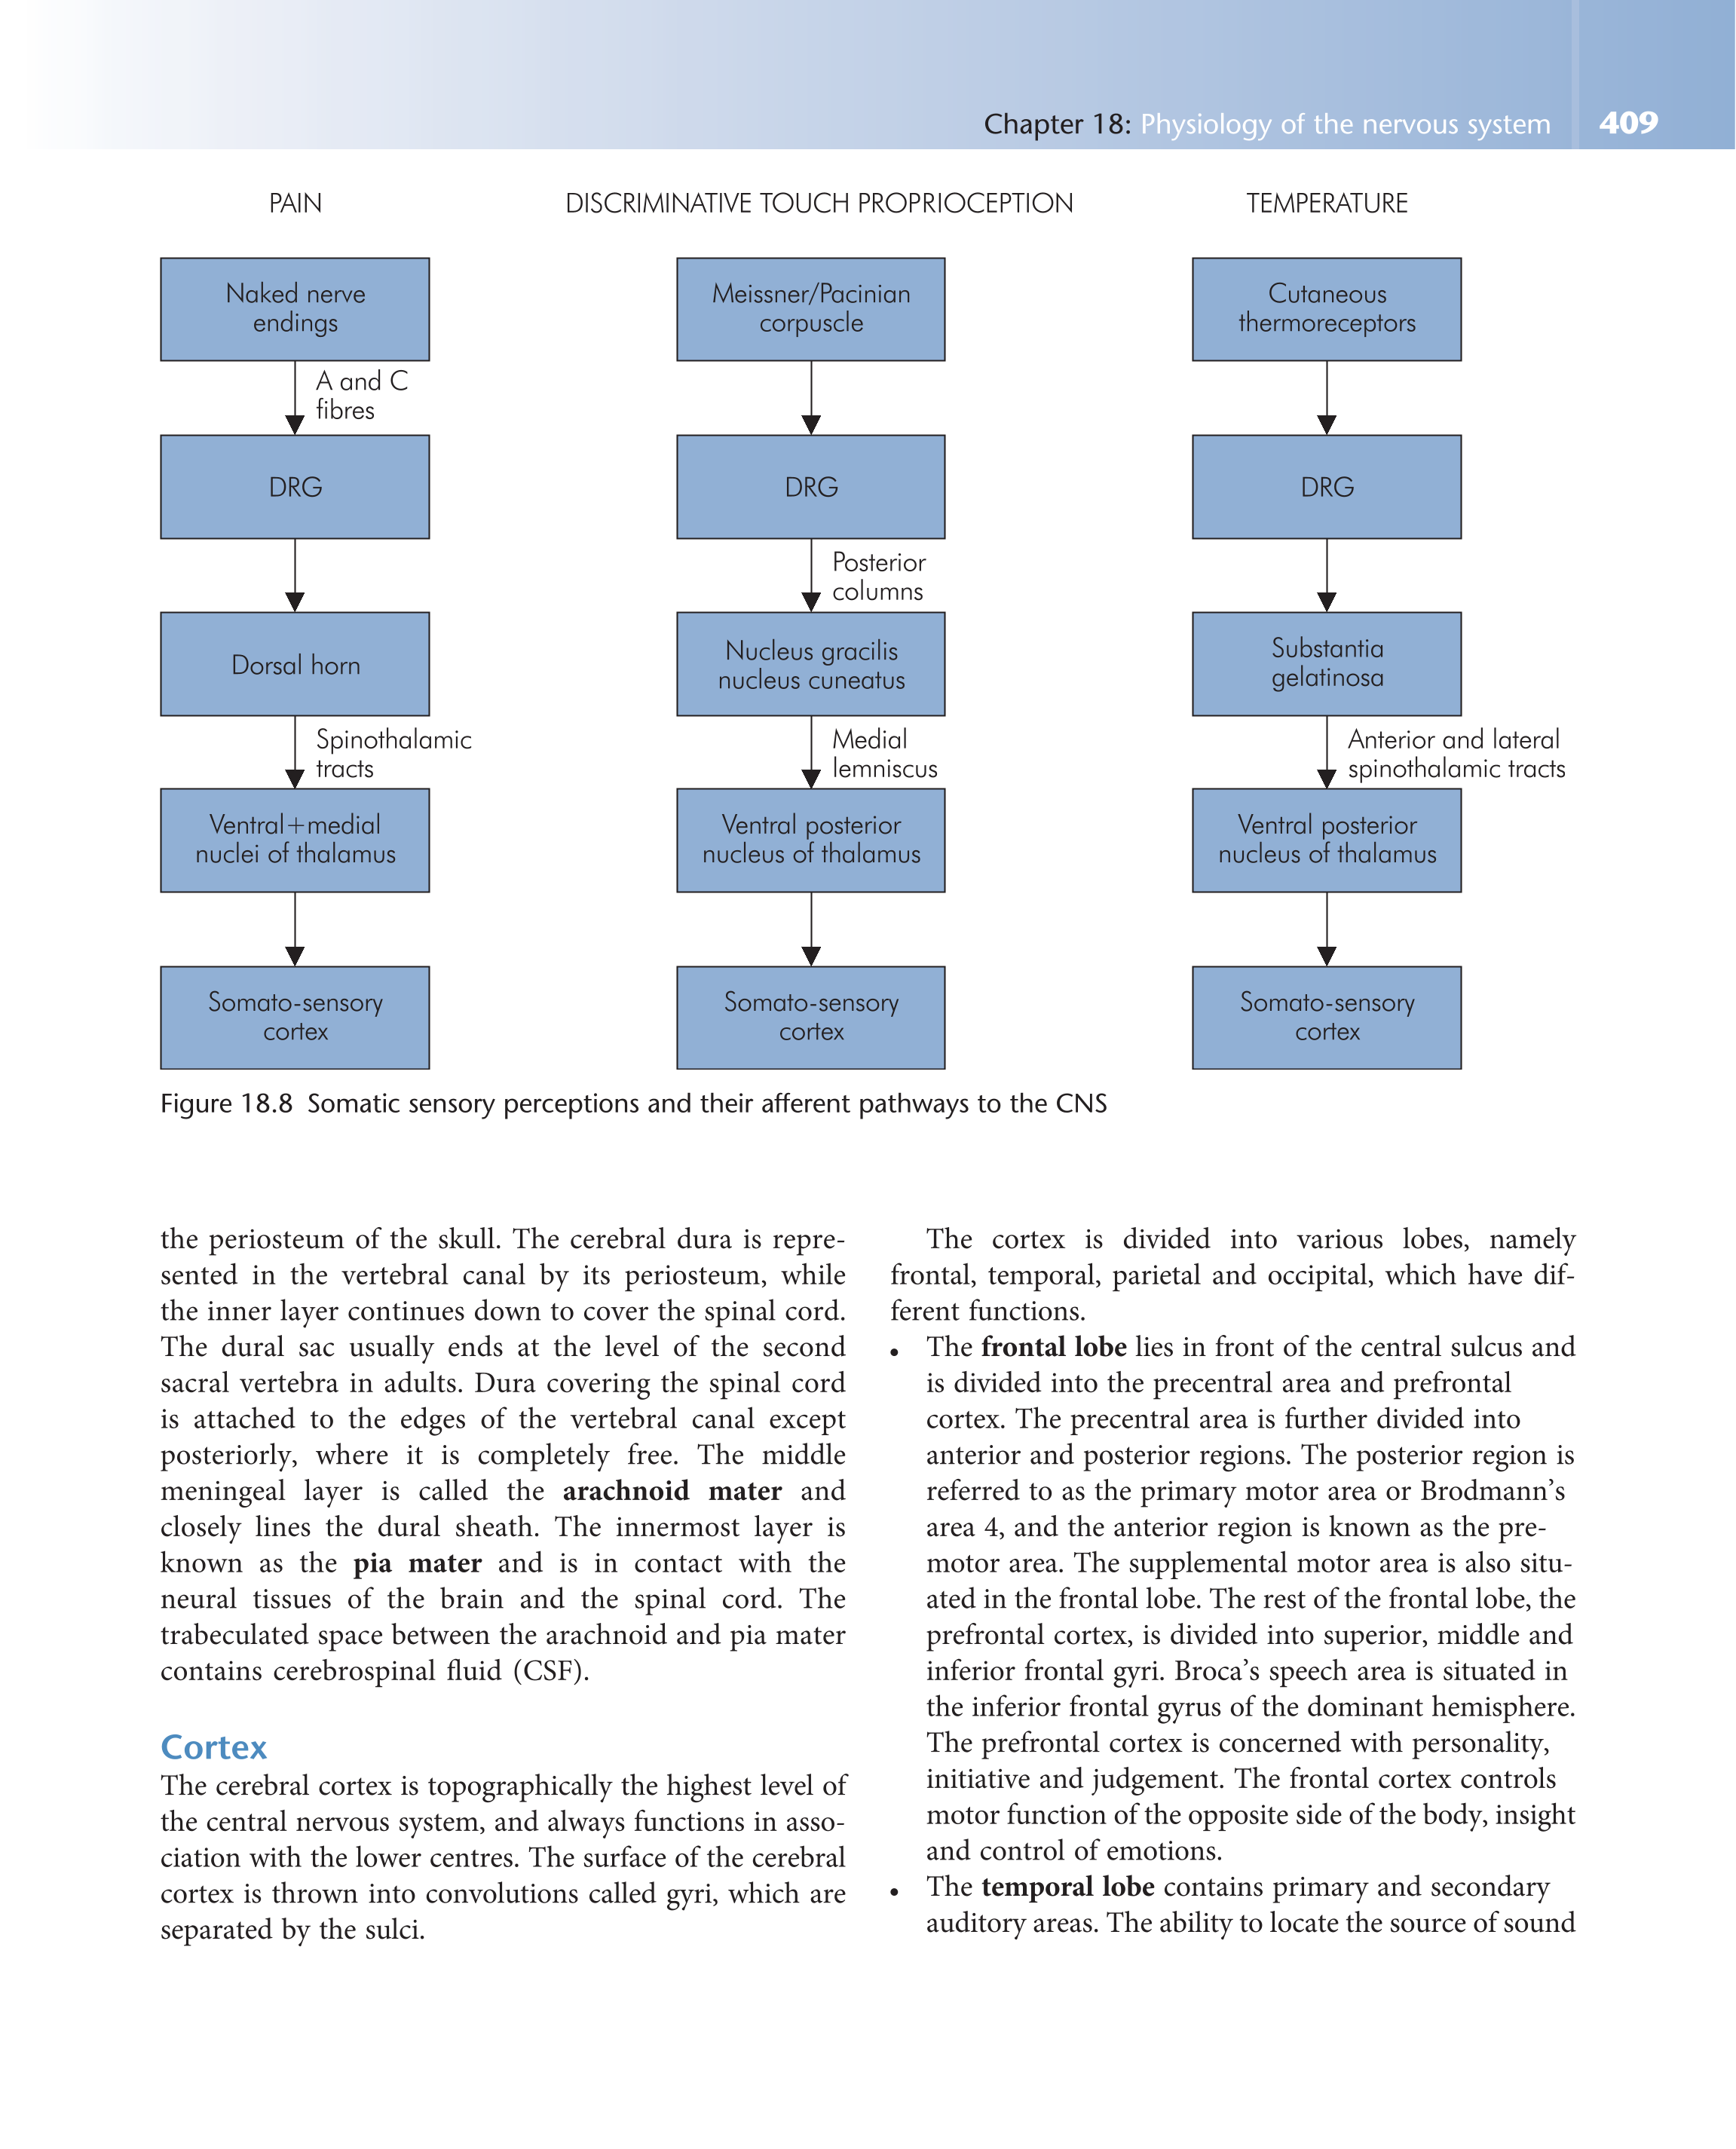 Chapter 18: Physiology of the nervous system 409
PAIN
Naked nerve
endings
A and C
fibres
DRG
Dorsal horn
Spinothalamic
tracts
Ventral+medial
nuclei of thalamus
Somato-sensory
cortex
DISCRIMINATIVE TOUCH PROPRIOCEPTION
Meissner/Pacinian
corpuscle
DRG
Posterior
columns
Nucleus gracilis
nucleus cuneatus
Medial
lemniscus
Ventral posterior
nucleus of thalamus
Somato-sensory
cortex
TEMPERATURE
Cutaneous
thermoreceptors
DRG
Substantia
gelatinosa
Anterior and lateral
spinothalamic tracts
Ventral posterior
nucleus of thalamus
Somato-sensory
cortex
Figure 18.8 Somatic sensory perceptions and their afferent pathways to the CNS
the periosteum of the skull. The cerebral dura is repre-
sented in the vertebral canal by its periosteum, while
the inner layer continues down to cover the spinal cord.
The dural sac usually ends at the level of the second
sacral vertebra in adults. Dura covering the spinal cord
is attached to the edges of the vertebral canal except
posteriorly, where it is completely free. The middle
meningeal layer is called the arachnoid mater and
closely lines the dural sheath. The innermost layer is
known as the pia mater and is in contact with the
neural tissues of the brain and the spinal cord. The
trabeculated space between the arachnoid and pia mater
contains cerebrospinal fluid (CSF).
Cortex
The cerebral cortex is topographically the highest level of
the central nervous system, and always functions in asso-
ciation with the lower centres. The surface of the cerebral
cortex is thrown into convolutions called gyri, which are
separated by the sulci.
The cortex is divided into various lobes, namely
frontal, temporal, parietal and occipital, which have dif-
ferent functions.
• The frontal lobe lies in front of the central sulcus and
is divided into the precentral area and prefrontal
cortex. The precentral area is further divided into
anterior and posterior regions. The posterior region is
referred to as the primary motor area or Brodmann's
area 4, and the anterior region is known as the pre-
motor area. The supplemental motor area is also situ-
ated in the frontal lobe. The rest of the frontal lobe, the
prefrontal cortex, is divided into superior, middle and
inferior frontal gyri. Broca's speech area is situated in
the inferior frontal gyrus of the dominant hemisphere.
The prefrontal cortex is concerned with personality,
initiative and judgement. The frontal cortex controls
motor function of the opposite side of the body, insight
and control of emotions.
• The temporal lobe contains primary and secondary
auditory areas. The ability to locate the source of sound